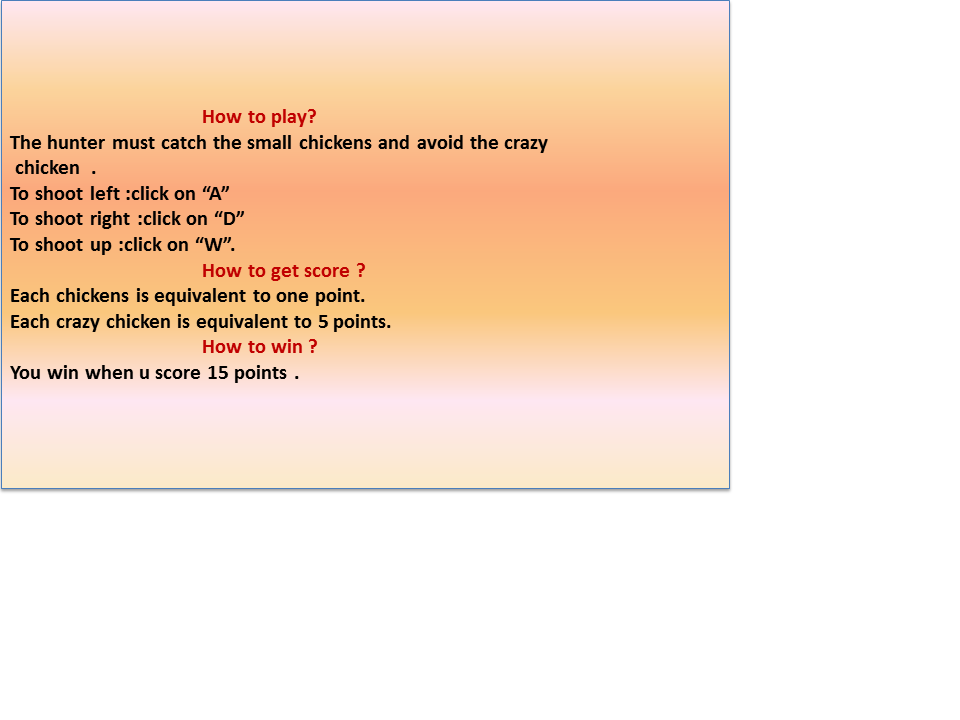 How to play?
The hunter must catch the small chickens and avoid the crazy
chicken  .
To shoot left :click on “A”
To shoot right :click on “D”
To shoot up :click on “W”.
How to get score ?
Each chickens is equivalent to one point.
Each crazy chicken is equivalent to 5 points.
How to win ?
You win when u score 15 points .